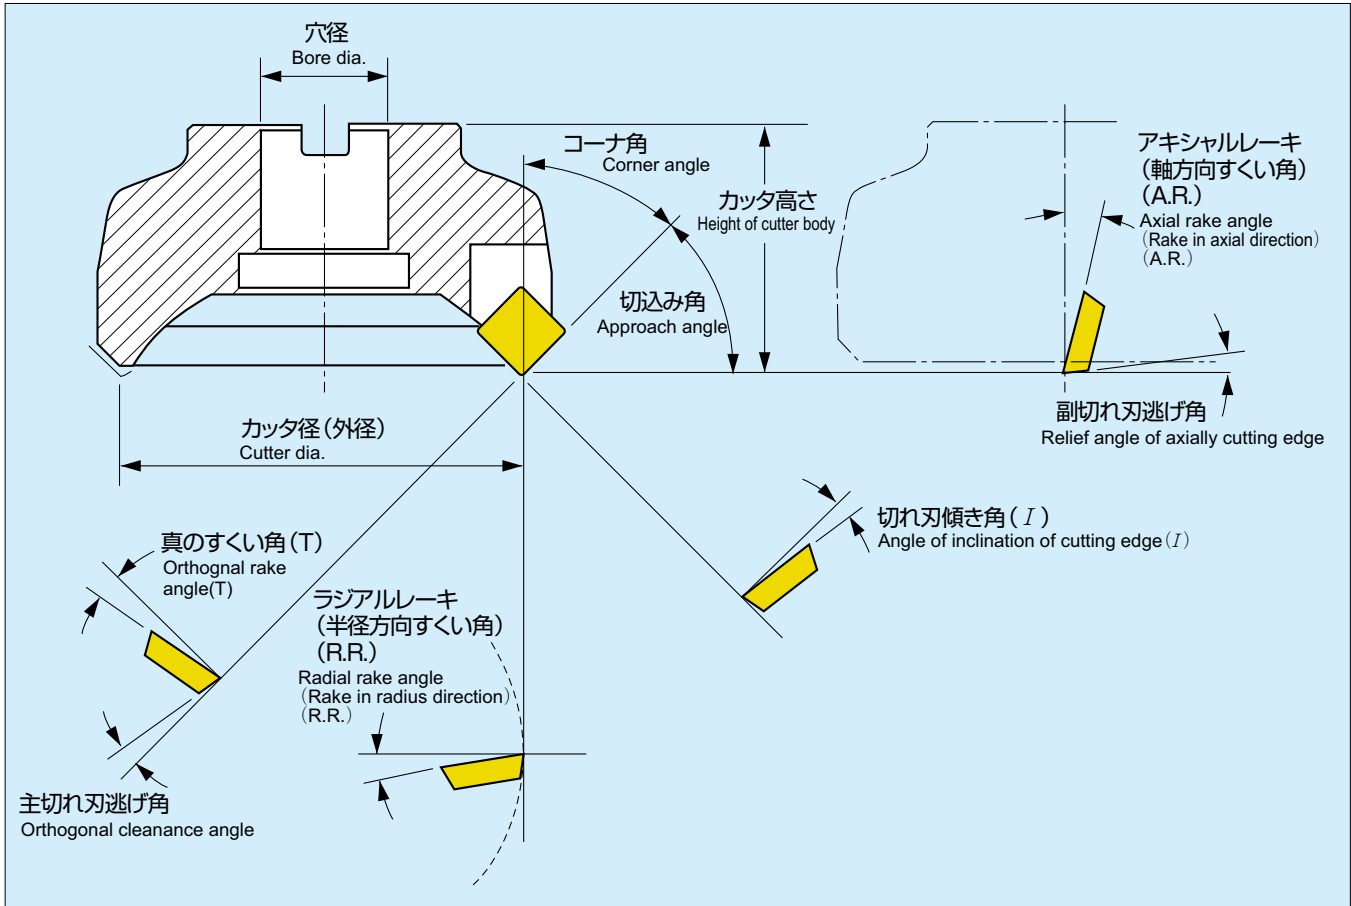 穴径
Bore dia.
コーナ角
Corner angle
カッタ高さ
Height of cutter body
切込み角
Approach angle
アキシャルレーキ
(軸方向すくい角)
(A.R.)
Axial rake angle
(Rake in axial direction)
(A.R.)
副切れ刃逃げ角
Relief angle of axially cutting edge
カッタ径(外径)
Cutter dia.
切れ刃傾き角(I)
Angle of inclination of cutting edge(I)
真のすくい角(T)
Orthognal rake
angle(T)
ラジアルレーキ
(半径方向すくい角)
(R.R.)
Radial rake angle
(Rake in radius direction)
(R.R.)
主切れ刃逃げ角
Orthogonal cleanance angle